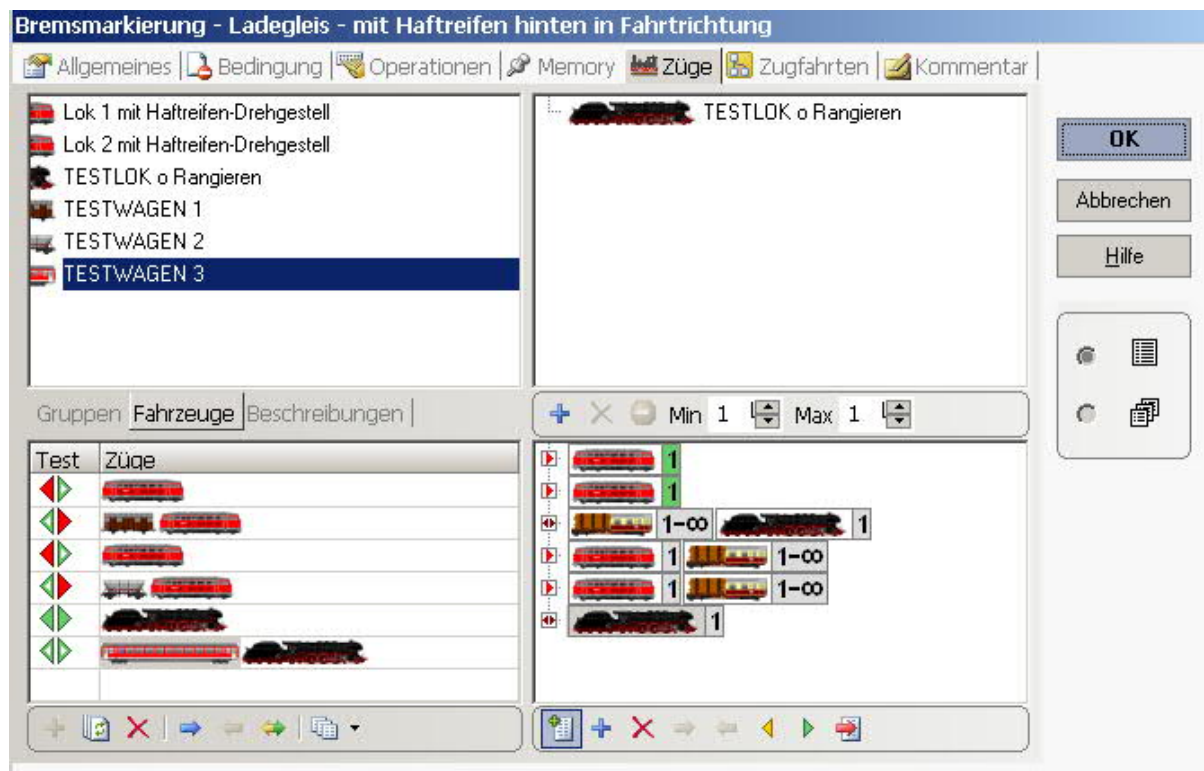 Bremsmarkierung - Ladegleis - mit Haftreifen hinten in Fahrtrichtung
Allgemeines Bedingung Operationen Memory Züge Zugfahrten Kommentar
Lok 1 mit Haftreifen-Drehgestell
Lok 2 mit Haftreifen-Drehgestell
TESTLOK o Rangieren
TESTWAGEN 1
TESTWAGEN 2
TESTWAGEN 3
TESTLOK o Rangieren
OK
Abbrechen
Hilfe
Gruppen Fahrzeuge Beschreibungen
Min 1 Max 1
Test Züge
1
1
1-∞ 1
1 1-∞
1 1-∞
1